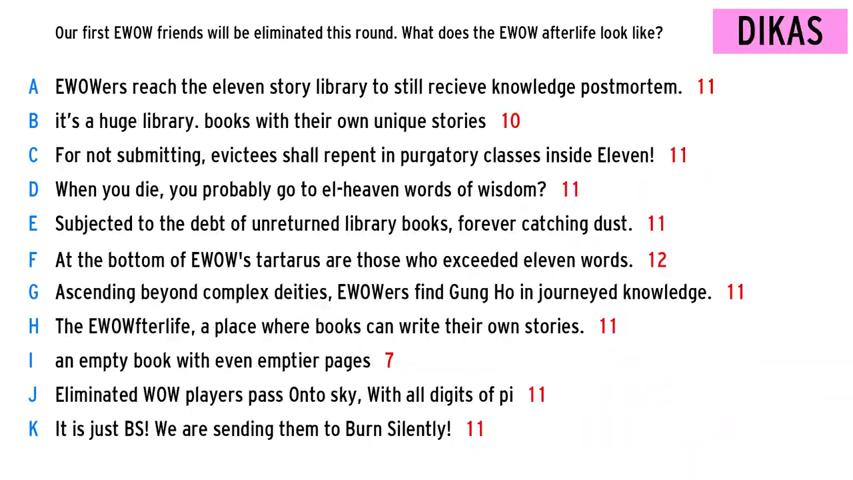 Our first EWOW friends will be eliminated this round. What does the EWOW afterlife look like?
DIKAS
A EWOWers reach the eleven story library to still recieve knowledge postmortem. 11
B it's a huge library. books with their own unique stories 10
C For not submitting, evictees shall repent in purgatory classes inside Eleven! 11
D When you die, you probably go to el-heaven words of wisdom? 11
E Subjected to the debt of unreturned library books, forever catching dust. 11
F At the bottom of EWOW's tartarus are those who exceeded eleven words. 12
G Ascending beyond complex deities, EWOWers find Gung Ho in journeyed knowledge. 11
H The EWOWfterlife, a place where books can write their own stories. 11
I an empty book with even emptier pages 7
J Eliminated WOW players pass Onto sky, With all digits of pi 11
K It is just BS! We are sending them to Burn Silently! 11